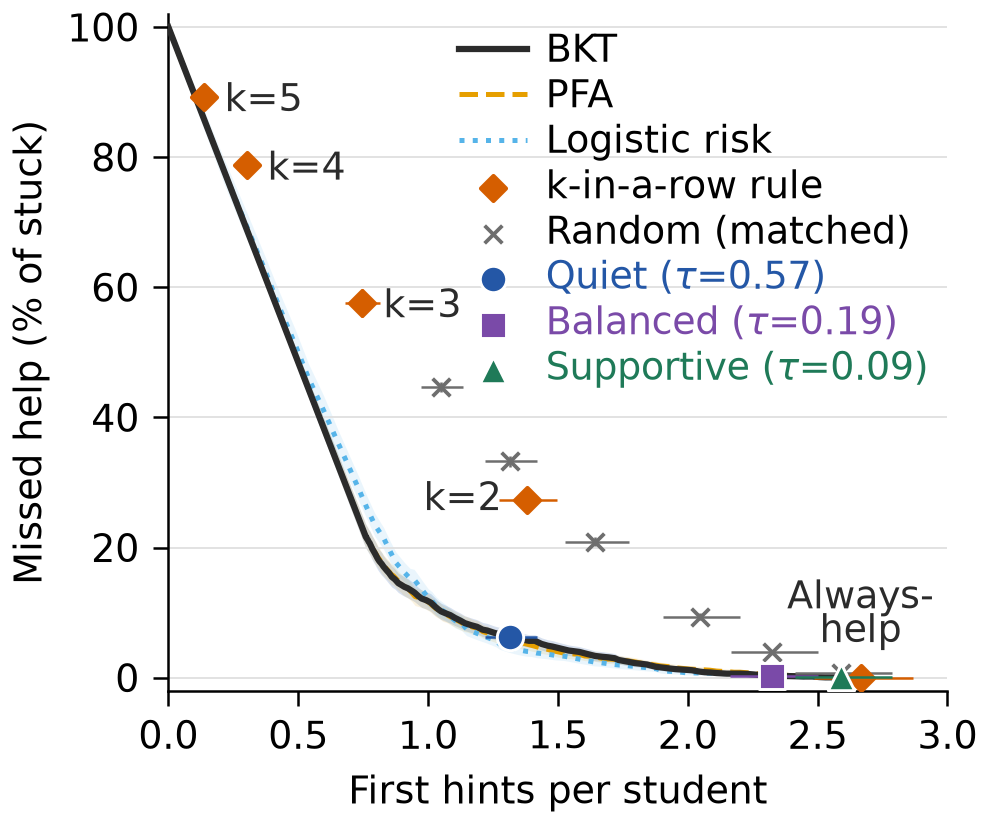 Missed help (% of stuck)
100
80
60
40
20
0
BKT
PFA
Logistic risk
k-in-a-row rule
Random (matched)
Quiet (τ=0.57)
Balanced (τ=0.19)
Supportive (τ=0.09)
k=5
k=4
k=3
k=2
Always-
help
0.0 0.5 1.0 1.5 2.0 2.5 3.0
First hints per student